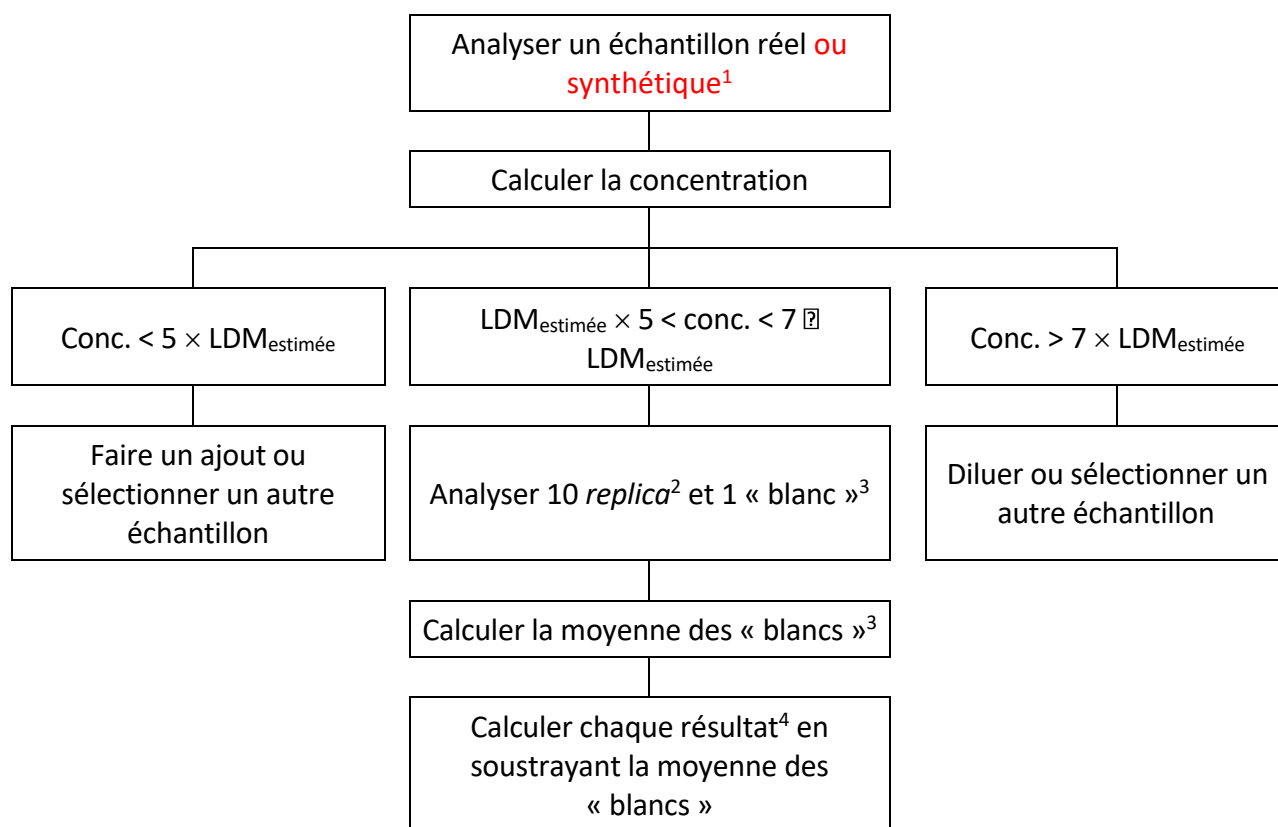 Analyser un échantillon réel ou
synthétique¹
Calculer la concentration
Conc. < 5 × LDMestimée
LDMestimée × 5 < conc. < 7 �
LDMestimée
Conc. > 7 × LDMestimée
Faire un ajout ou
sélectionner un autre
échantillon
Analyser 10 replica² et 1 « blanc »³
Diluer ou sélectionner un
autre échantillon
Calculer la moyenne des « blancs »³
Calculer chaque résultat⁴ en
soustrayant la moyenne des
« blancs »